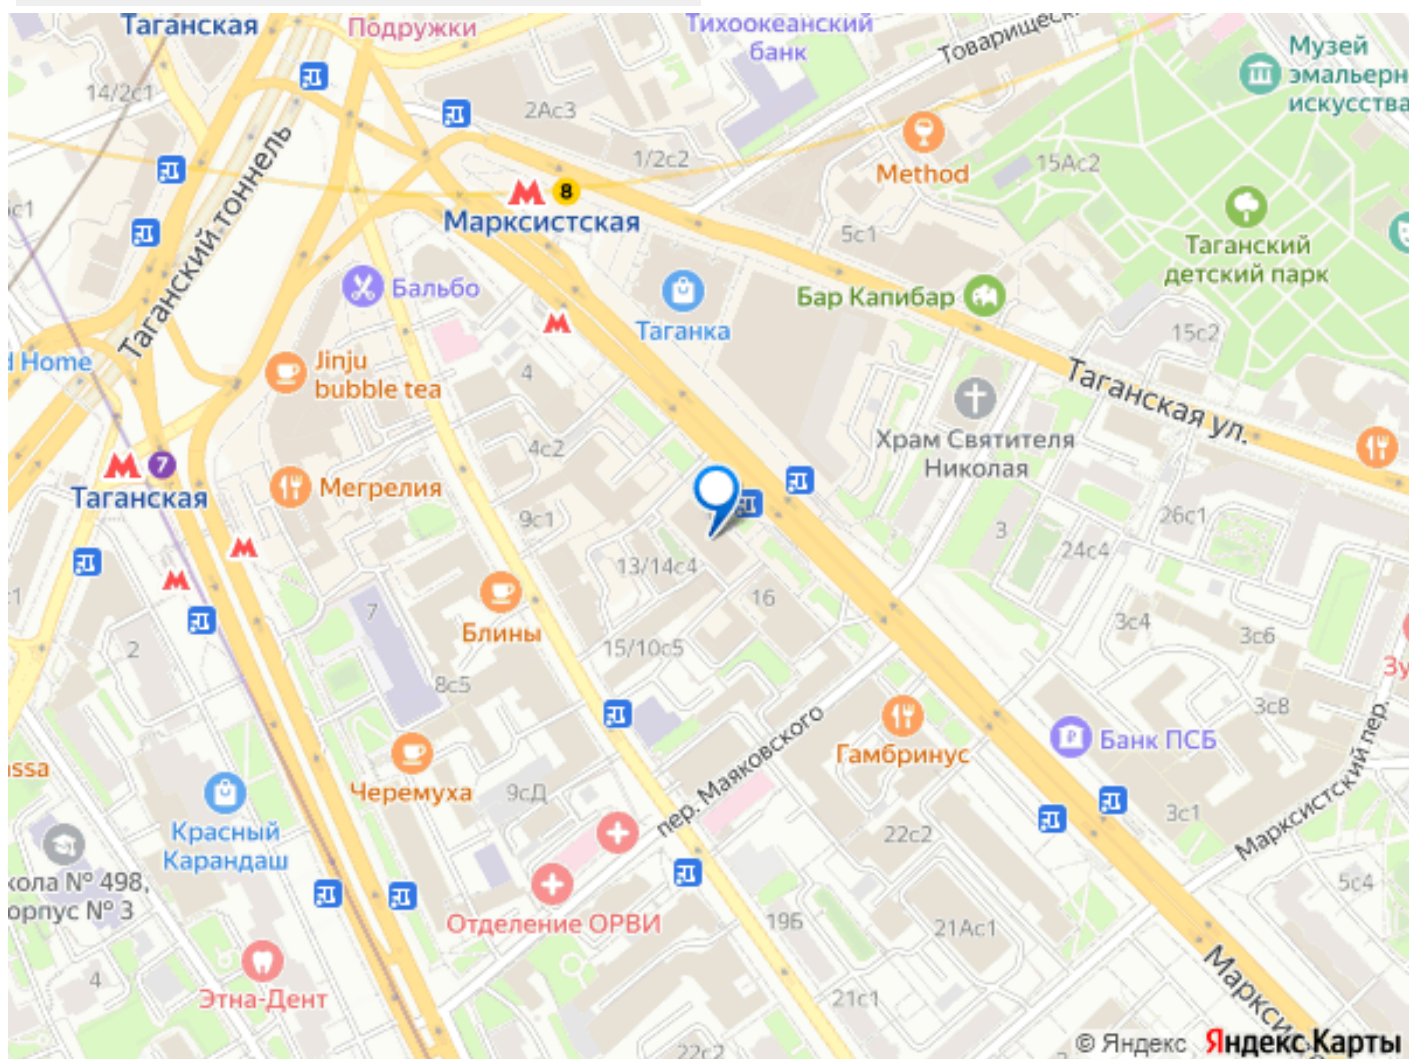 Таганская
Подружки
Тихоокеанский
банк
Музей
эмальерн
искусства
14/2с1
2Ас3
1/2с2
Method
15Ас2
Таганский тоннель
8
Марксистская
5с1
Таганский
детский парк
Бальбо
Таганка
Бар Капибар
15с2
Home
Jinju
bubble tea
4
Таганская ул.
Храм Святителя
Николая
4с2
7
Таганская
Мегрелия
9с1
26с1
3
24с4
13/14с4
16
7
Блины
2
15/10с5
3с4
3с6
8с5
3с8
Гамбринус
Банк ПСБ
пер. Маяковского
Марксистский пер.
Черемуха
9сД
3с1
Красный
Карандаш
22с2
5с4
кола № 498,
орпус № 3
Отделение ОРВИ
19Б
21Ас1
4
Этна-Дент
21с1
22с2
Маркси
© Яндекс Яндекс Карты